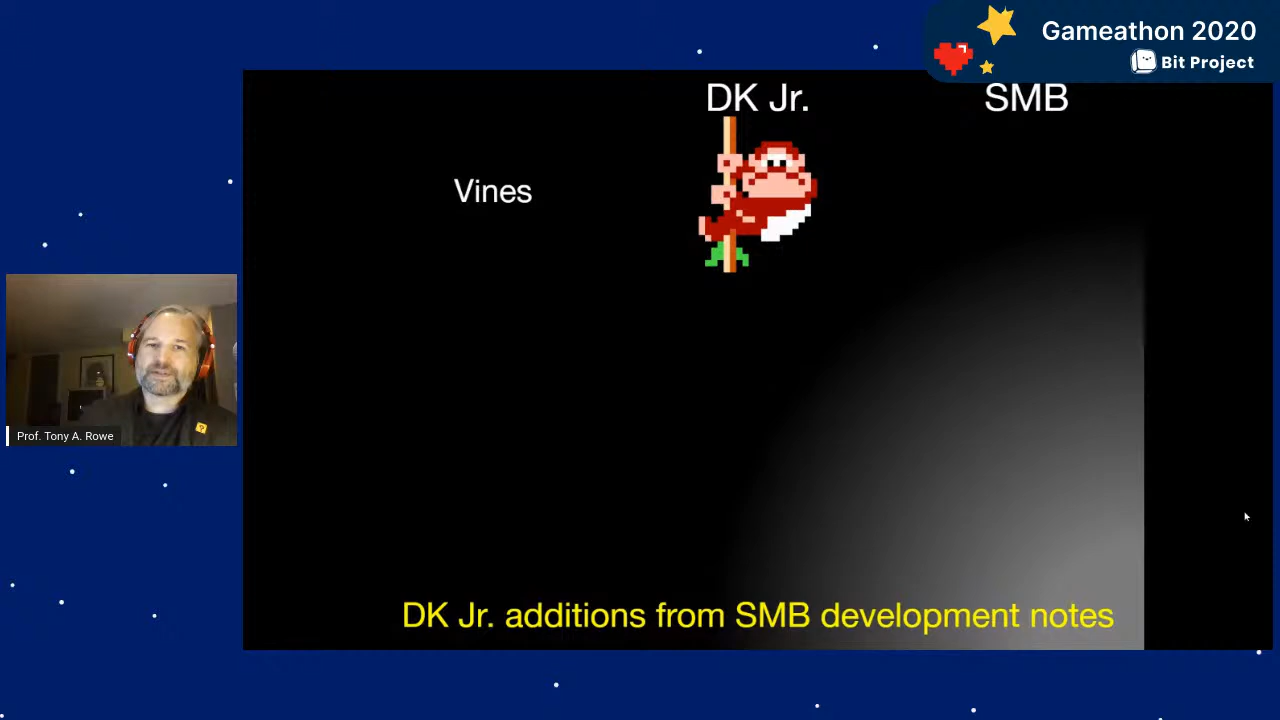 Gameathon 2020
Bit Project
DK Jr.
SMB
Vines
Prof. Tony A. Rowe
DK Jr. additions from SMB development notes